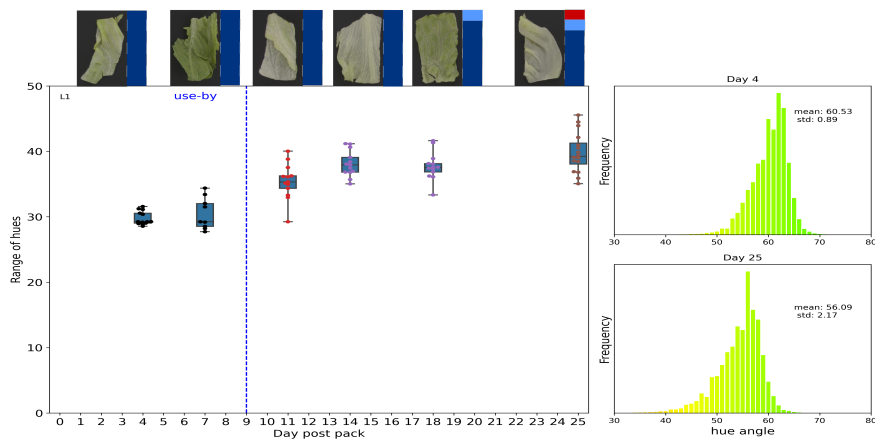 50
40
30
20
10
0
Range of hues
L1
use-by
0 1 2 3 4 5 6 7 8 9 10 11 12 13 14 15 16 17 18 19 20 21 22 23 24 25
Day post pack
Day 4
mean: 60.53
std: 0.89
Frequency
30 40 50 60 70 80
Day 25
mean: 56.09
std: 2.17
Frequency
30 40 50 60 70 80
hue angle